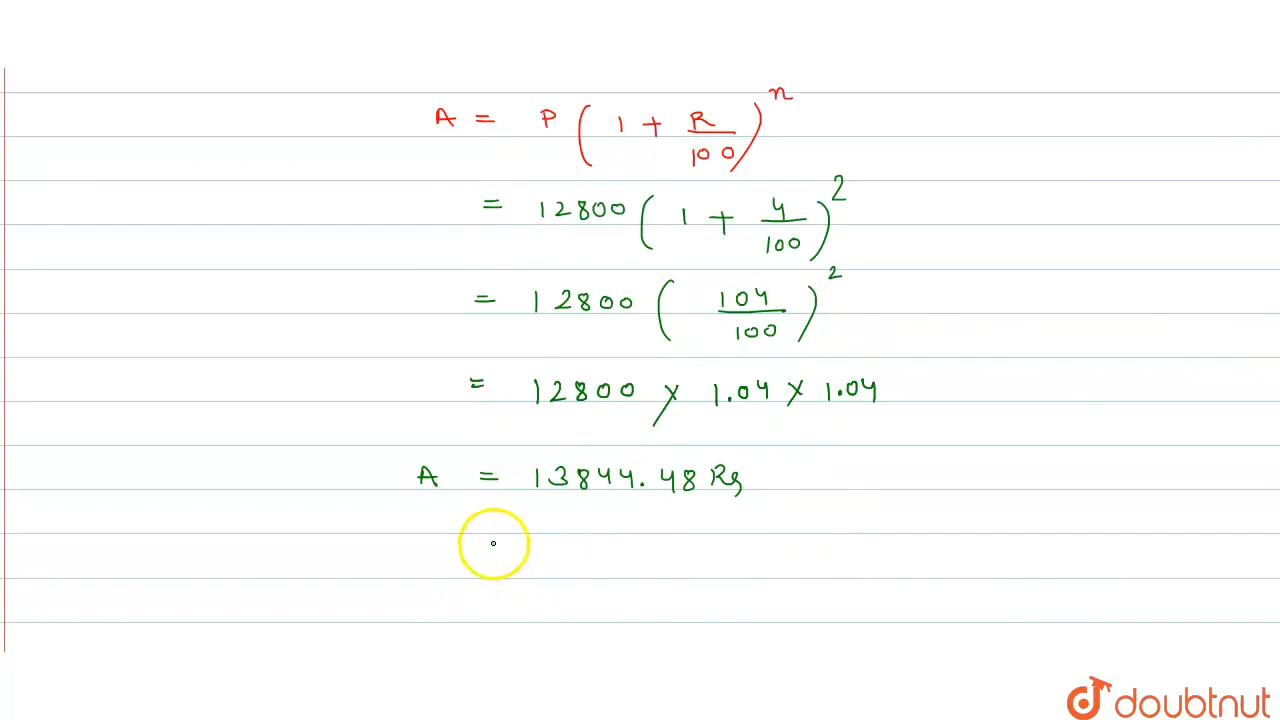 A = P ( 1 + R/100 )^n
= 12800 ( 1 + 4/100 )^2
= 12800 ( 104/100 )^2
= 12800 × 1.04 × 1.04
A = 13844.48 Rs
doubtnut